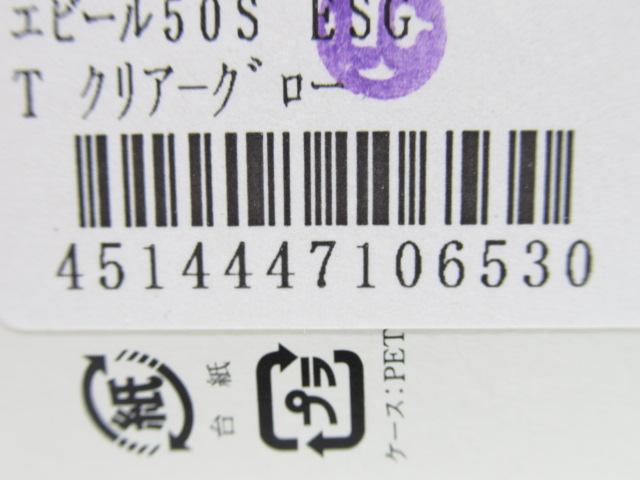 エビール50S ESG
T クリアーグロー
4514447106530
紙
台紙
プラ
ケース:PET